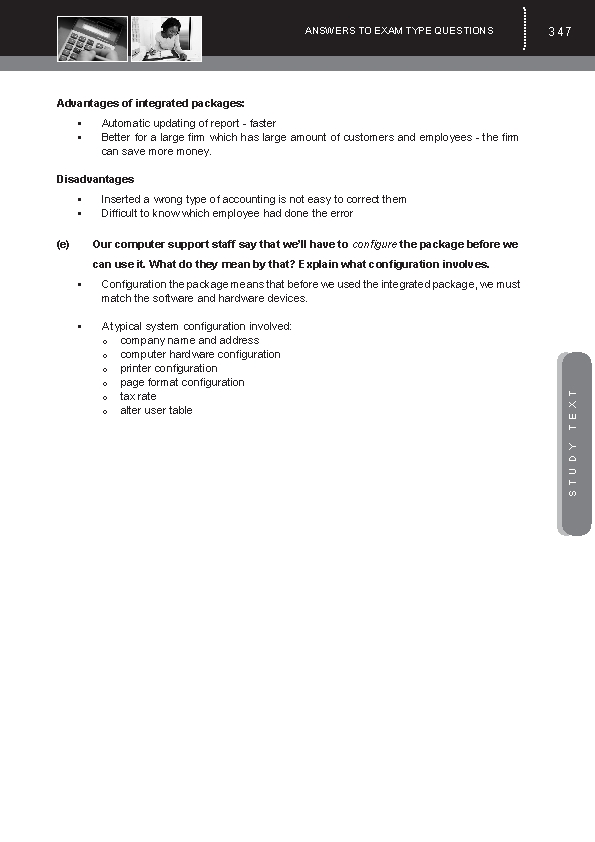 ANSWERS TO EXAM TYPE QUESTIONS
347
Advantages of integrated packages:
▪ Automatic updating of report - faster
▪ Better for a large firm which has large amount of customers and employees - the firm
can save more money.
Disadvantages
▪ Inserted a wrong type of accounting is not easy to correct them
▪ Difficult to know which employee had done the error
(e) Our computer support staff say that we'll have to configure the package before we
can use it. What do they mean by that? Explain what configuration involves.
▪ Configuration the package means that before we used the integrated package, we must
match the software and hardware devices.
▪ A typical system configuration involved:
o company name and address
o computer hardware configuration
o printer configuration
o page format configuration
o tax rate
o alter user table
STUDY TEXT